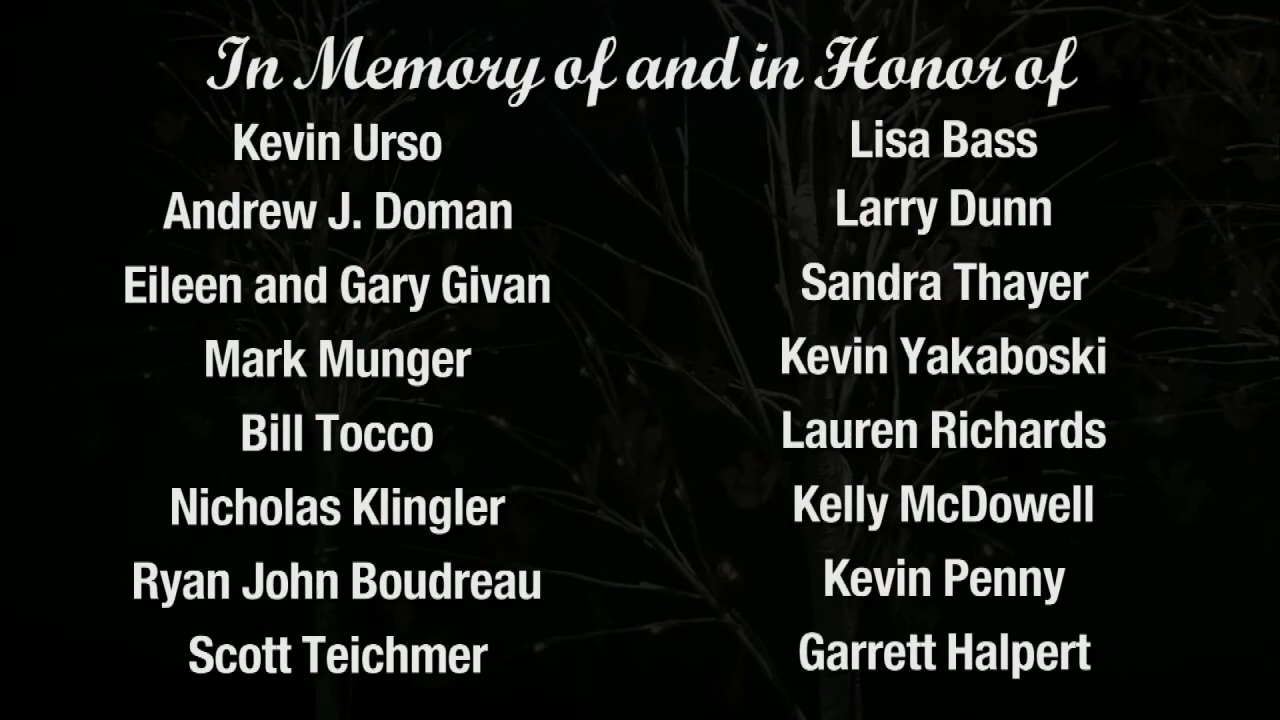 In Memory of and in Honor of
Kevin Urso
Andrew J. Doman
Eileen and Gary Givan
Mark Munger
Bill Tocco
Nicholas Klingler
Ryan John Boudreau
Scott Teichmer
Lisa Bass
Larry Dunn
Sandra Thayer
Kevin Yakaboski
Lauren Richards
Kelly McDowell
Kevin Penny
Garrett Halpert